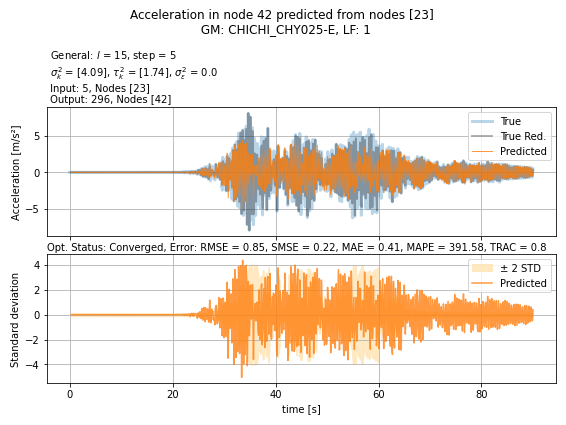 Acceleration in node 42 predicted from nodes [23]
GM: CHICHI_CHY025-E, LF: 1
General: l = 15, step = 5
σ²ₖ = [4.09], τ²ₖ = [1.74], σ²ε = 0.0
Input: 5, Nodes [23]
Output: 296, Nodes [42]
Acceleration [m/s²]
5
0
−5
True
True Red.
Predicted
Opt. Status: Converged, Error: RMSE = 0.85, SMSE = 0.22, MAE = 0.41, MAPE = 391.58, TRAC = 0.8
Standard deviation
4
2
0
−2
−4
± 2 STD
Predicted
0 20 40 60 80
time [s]